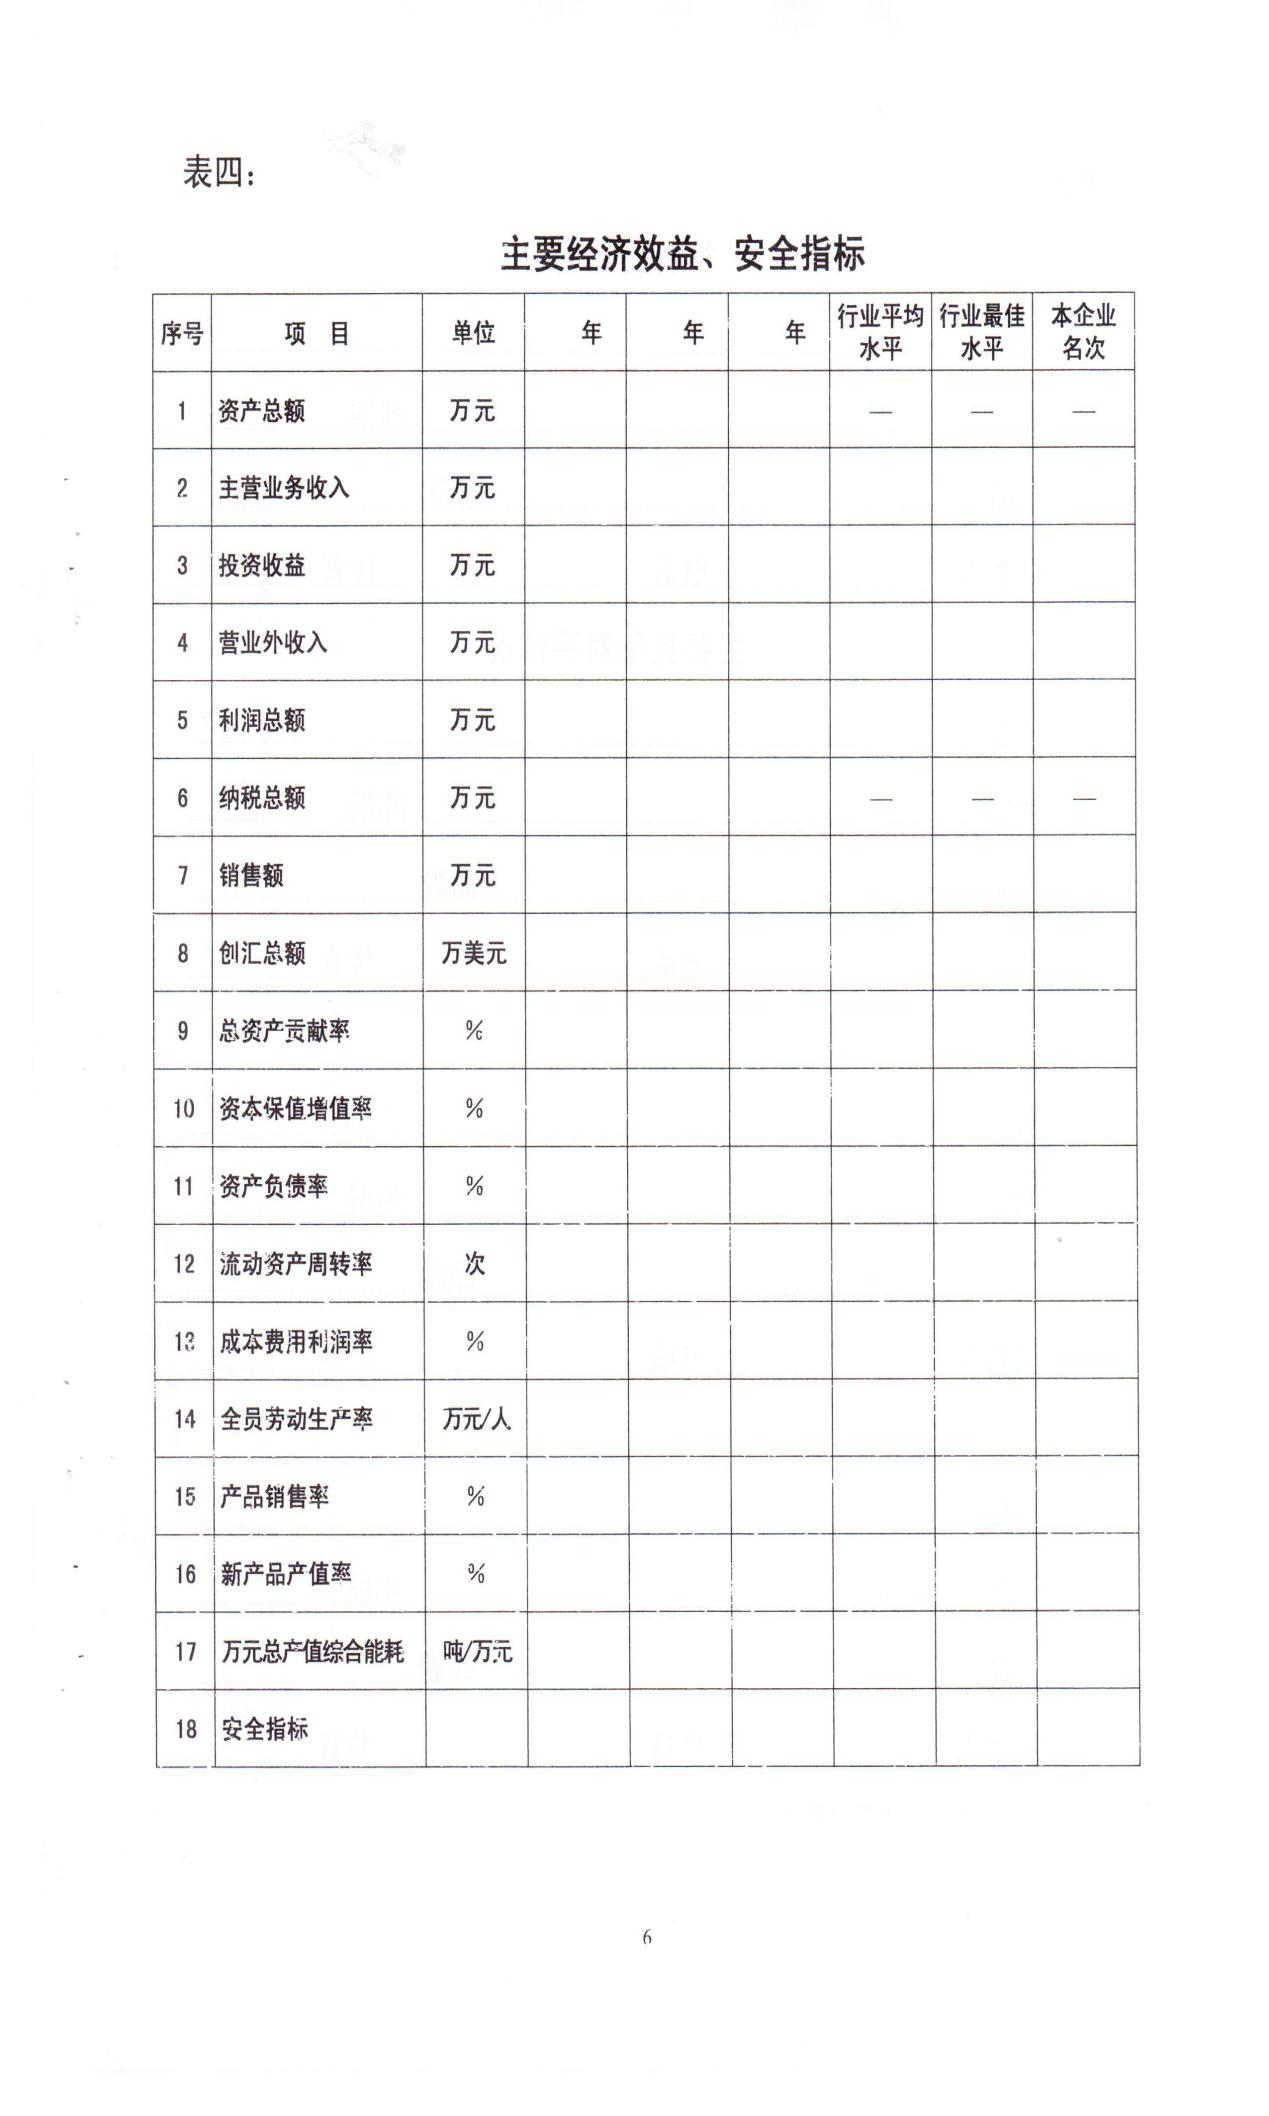 表四：
主要经济效益、安全指标
序号 项 目 单位 年 年 年 行业平均水平 行业最佳水平 本企业名次
1 资产总额 万元 — — —
2 主营业务收入 万元
3 投资收益 万元
4 营业外收入 万元
5 利润总额 万元
6 纳税总额 万元 — — —
7 销售额 万元
8 创汇总额 万美元
9 总资产贡献率 %
10 资本保值增值率 %
11 资产负债率 %
12 流动资产周转率 次
13 成本费用利润率 %
14 全员劳动生产率 万元/人
15 产品销售率 %
16 新产品产值率 %
17 万元总产值综合能耗 吨/万元
18 安全指标
6